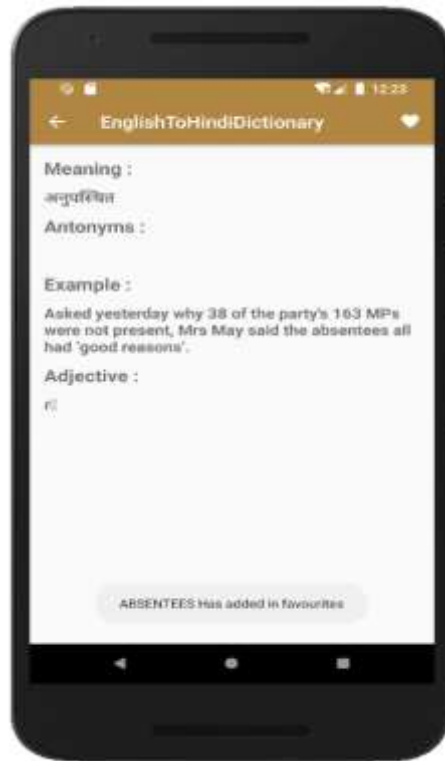 12:23
EnglishToHindiDictionary
Meaning :
अनुपस्थित
Antonyms :
Example :
Asked yesterday why 38 of the party's 163 MPs
were not present, Mrs May said the absentees all
had 'good reasons'.
Adjective :
ABSENTEES Has added in favourites